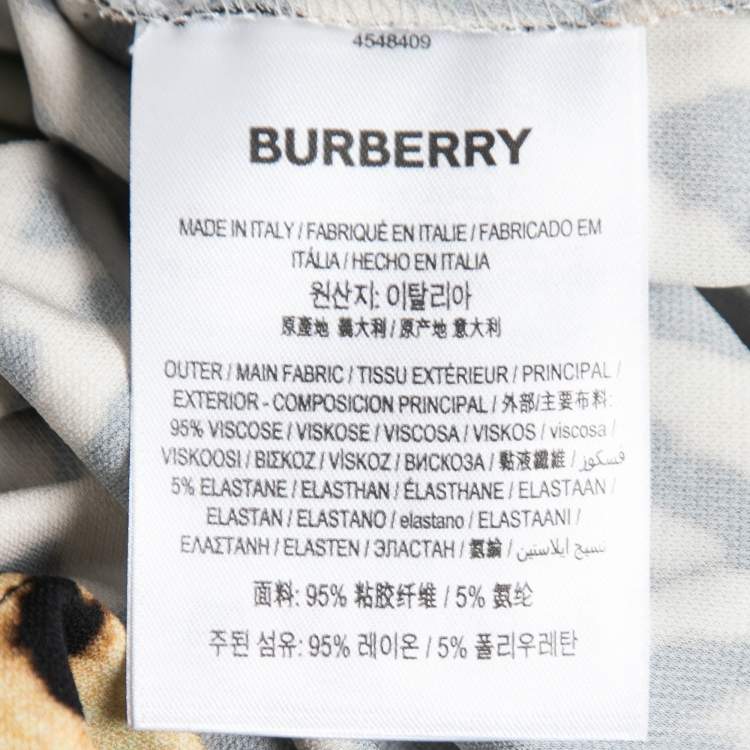 4548409
BURBERRY
MADE IN ITALY / FABRIQUÉ EN ITALIE / FABRICADO EM
ITÁLIA / HECHO EN ITALIA
원산지: 이탈리아
原產地 義大利 / 原产地 意大利
OUTER / MAIN FABRIC / TISSU EXTÉRIEUR / PRINCIPAL /
EXTERIOR - COMPOSICION PRINCIPAL / 外部/主要布料:
95% VISCOSE / VISKOSE / VISCOSA / VISKOS / viscosa /
VISKOOSI / ΒΙΣΚΟΖ / VİSKOZ / ВИСКОЗА / 黏液纖維 / فسكوز
5% ELASTANE / ELASTHAN / ÉLASTHANE / ELASTAAN /
ELASTAN / ELASTANO / elastano / ELASTAANI /
ΕΛΑΣΤΑΝΗ / ELASTEN / ЭЛАСТАН / 氨綸 / نسيج ايلاستين
面料: 95% 粘胶纤维 / 5% 氨纶
주된 섬유: 95% 레이온 / 5% 폴리우레탄